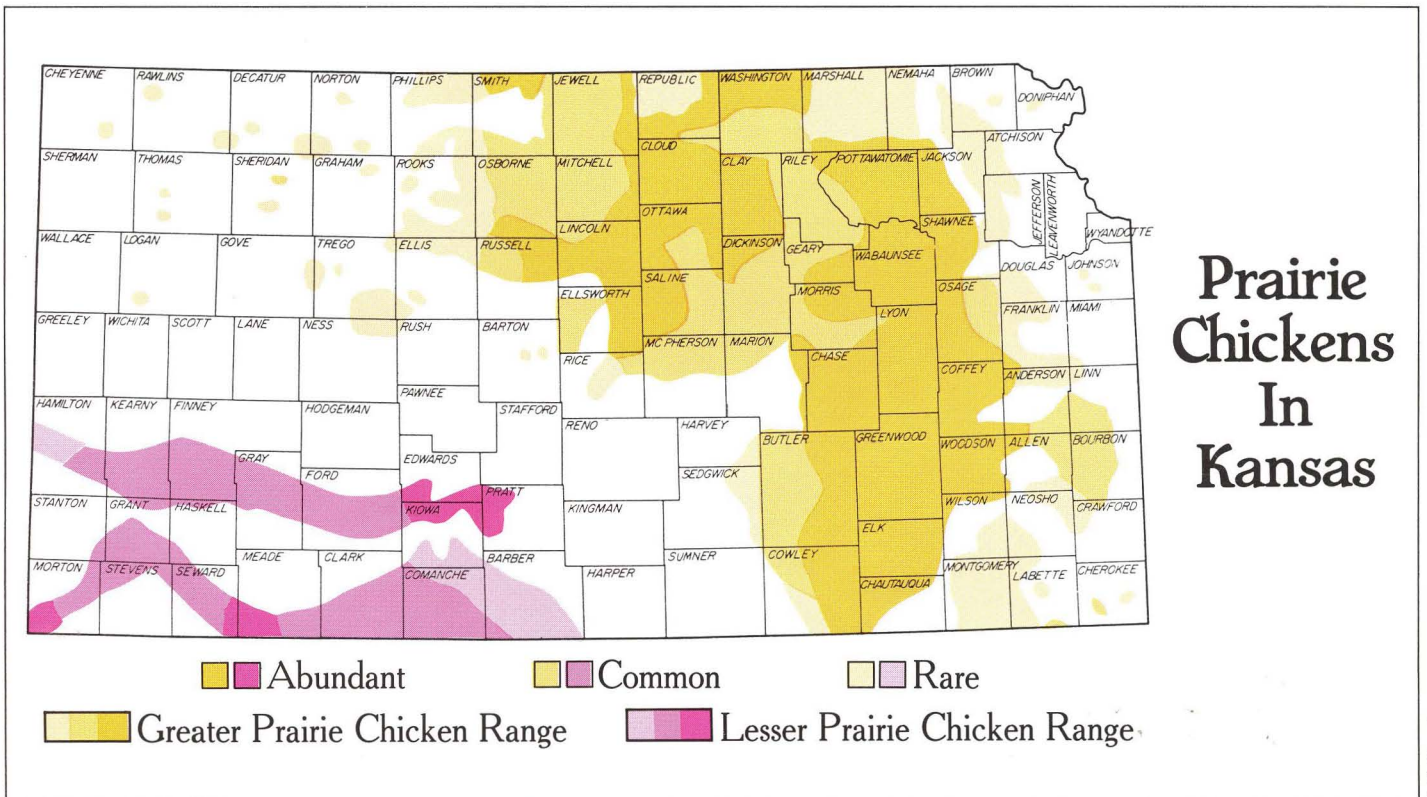 CHEYENNE RAWLINS DECATUR NORTON PHILLIPS SMITH JEWELL REPUBLIC WASHINGTON MARSHALL NEMAHA BROWN
DONIPHAN
ATCHISON
SHERMAN THOMAS SHERIDAN GRAHAM ROOKS OSBORNE MITCHELL CLOUD CLAY RILEY POTTAWATOMIE JACKSON
JEFFERSON
LEAVENWORTH
WYANDOTTE
OTTAWA
LINCOLN
SHAWNEE
WALLACE LOGAN GOVE TREGO ELLIS RUSSELL DICKINSON GEARY WABAUNSEE DOUGLAS JOHNSON
SALINE
ELLSWORTH MORRIS OSAGE
GREELEY WICHITA SCOTT LANE NESS RUSH BARTON LYON FRANKLIN MIAMI
RICE MC PHERSON MARION CHASE
COFFEY ANDERSON LINN
PAWNEE
HAMILTON KEARNY FINNEY HODGEMAN STAFFORD
RENO HARVEY
BUTLER GREENWOOD WOODSON ALLEN BOURBON
GRAY FORD EDWARDS SEDGWICK
PRATT
STANTON GRANT HASKELL KIOWA KINGMAN WILSON NEOSHO CRAWFORD
ELK
MEADE CLARK BARBER SUMNER COWLEY
MORTON STEVENS SEWARD COMANCHE HARPER CHAUTAUQUA MONTGOMERY LABETTE CHEROKEE
Prairie
Chickens
In
Kansas
Abundant Common Rare
Greater Prairie Chicken Range Lesser Prairie Chicken Range